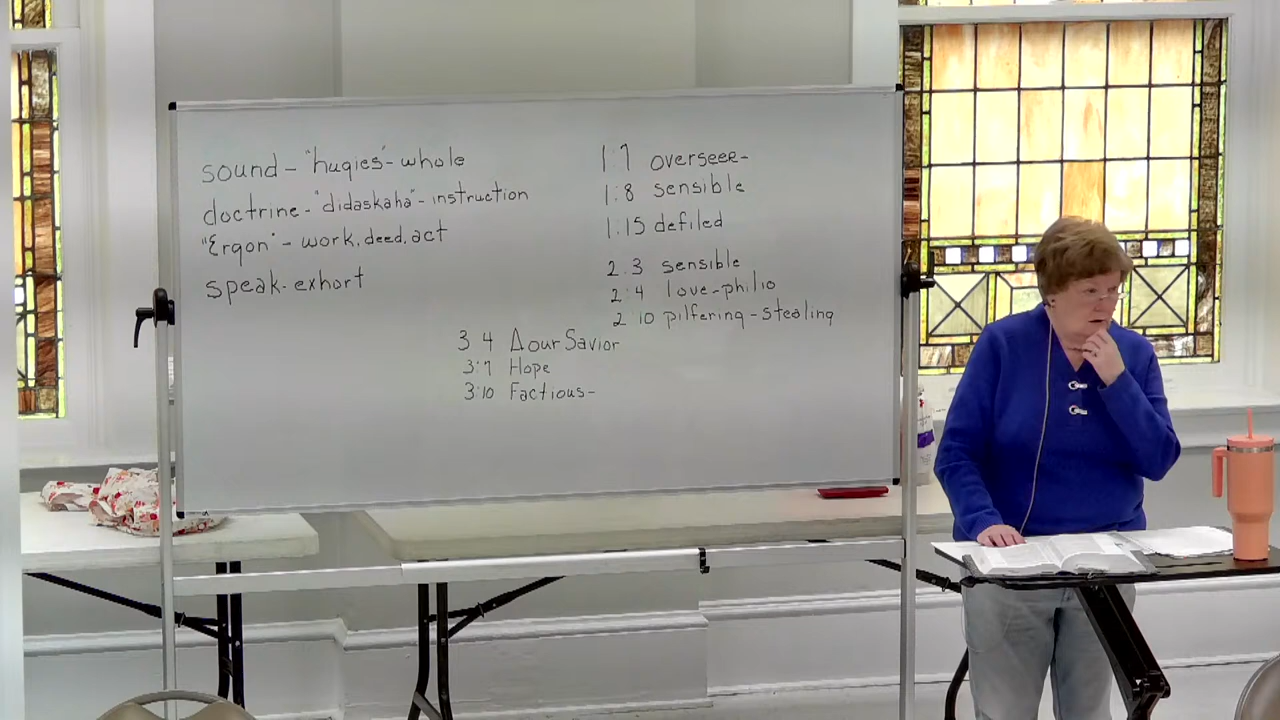 sound - "hugies" - whole
doctrine - "didaskaha" - instruction
"Ergon" - work, deed, act
speak - exhort
1:7 overseer-
1:8 sensible
1:15 defiled
2:3 sensible
2:4 love-philio
2:10 pilfering - stealing
3 4 Δ our Savior
3:7 Hope
3:10 Factious-